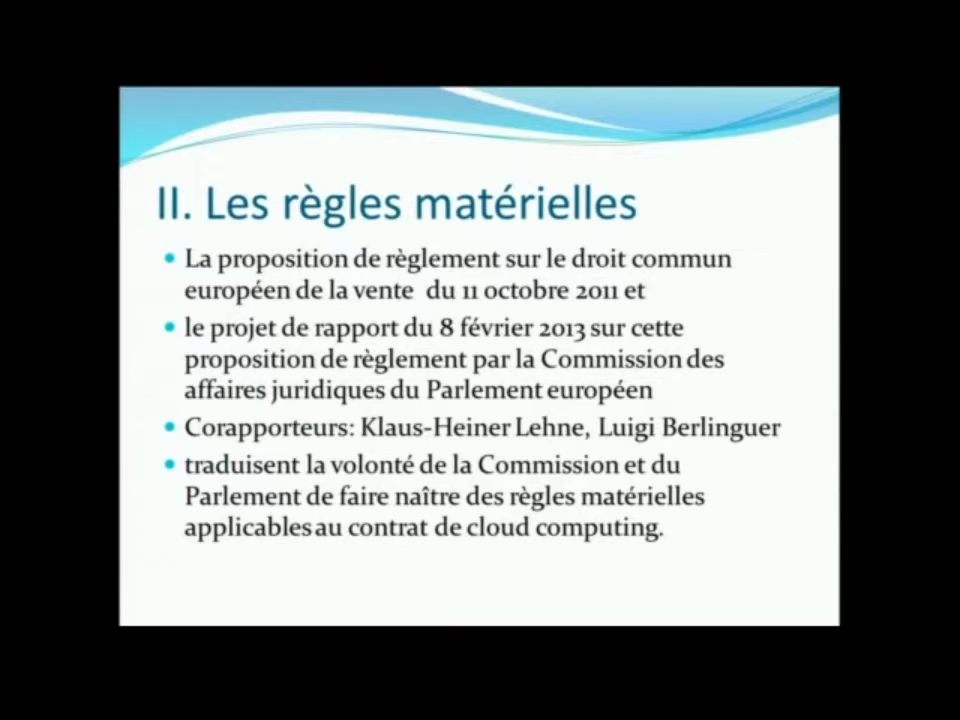 II. Les règles matérielles
La proposition de règlement sur le droit commun
européen de la vente du 11 octobre 2011 et
le projet de rapport du 8 février 2013 sur cette
proposition de règlement par la Commission des
affaires juridiques du Parlement européen
Corapporteurs: Klaus-Heiner Lehne, Luigi Berlinguer
traduisent la volonté de la Commission et du
Parlement de faire naître des règles matérielles
applicables au contrat de cloud computing.